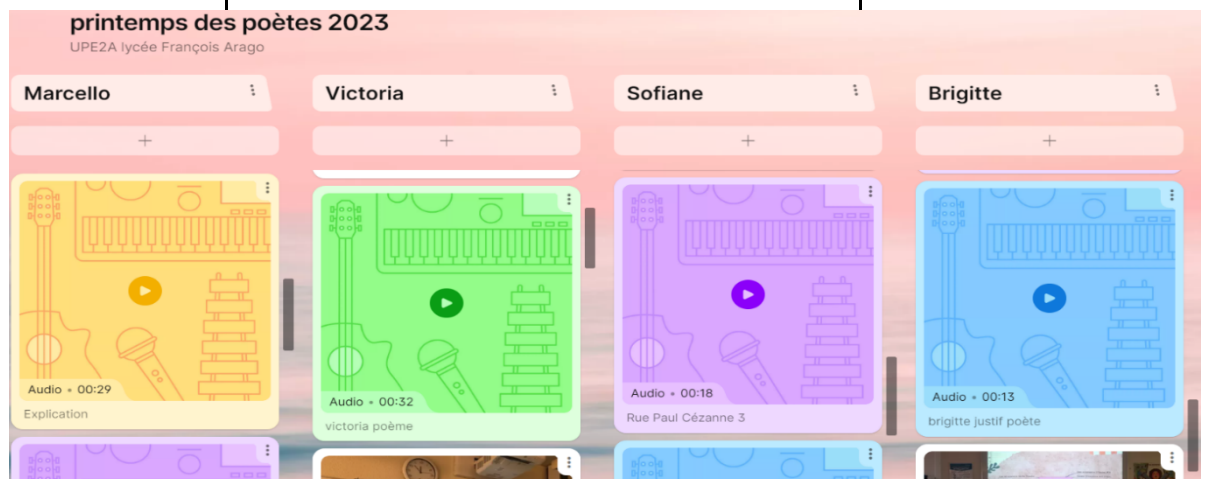 printemps des poètes 2023
UPE2A lycée François Arago
Marcello
Victoria
Sofiane
Brigitte
Audio • 00:29
Explication
Audio • 00:32
victoria poème
Audio • 00:18
Rue Paul Cézanne 3
Audio • 00:13
brigitte justif poète